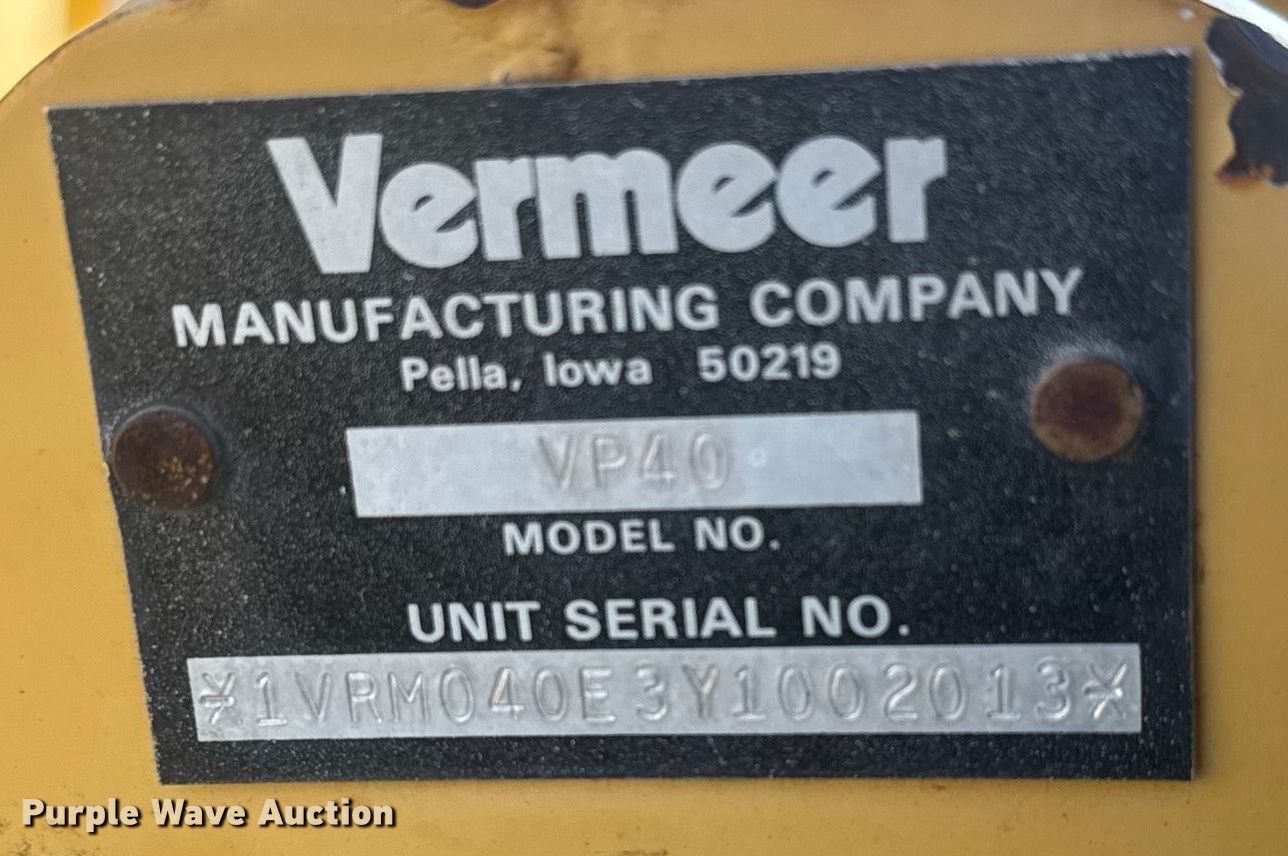 Vermeer
MANUFACTURING COMPANY
Pella, Iowa 50219
VP40
MODEL NO.
UNIT SERIAL NO.
*1VRM040E3Y1002013*
Purple Wave Auction